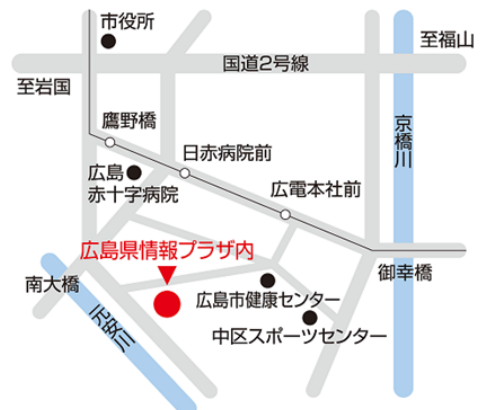 市役所
至福山
国道2号線
至岩国
京橋川
鷹野橋
日赤病院前
広島
赤十字病院
広電本社前
広島県情報プラザ内
御幸橋
南大橋
広島市健康センター
元安川
中区スポーツセンター